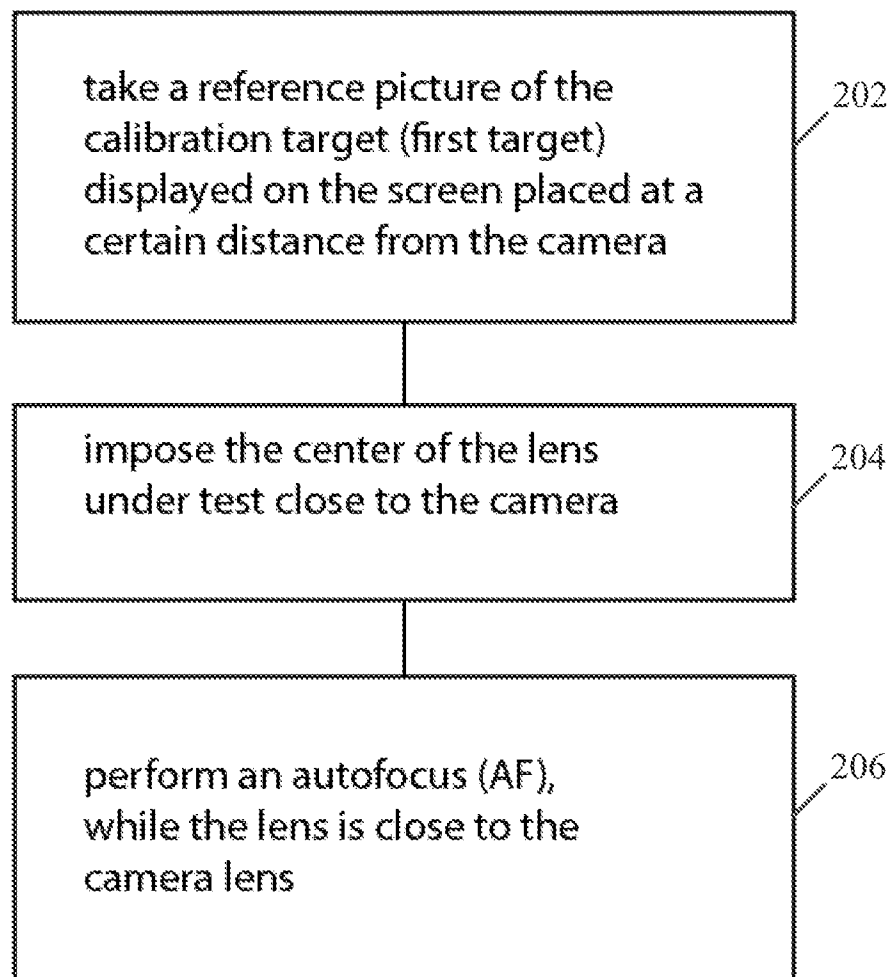 take a reference picture of the
calibration target (first target)
displayed on the screen placed at a
certain distance from the camera
202
impose the center of the lens
under test close to the camera
204
perform an autofocus (AF),
while the lens is close to the
camera lens
206